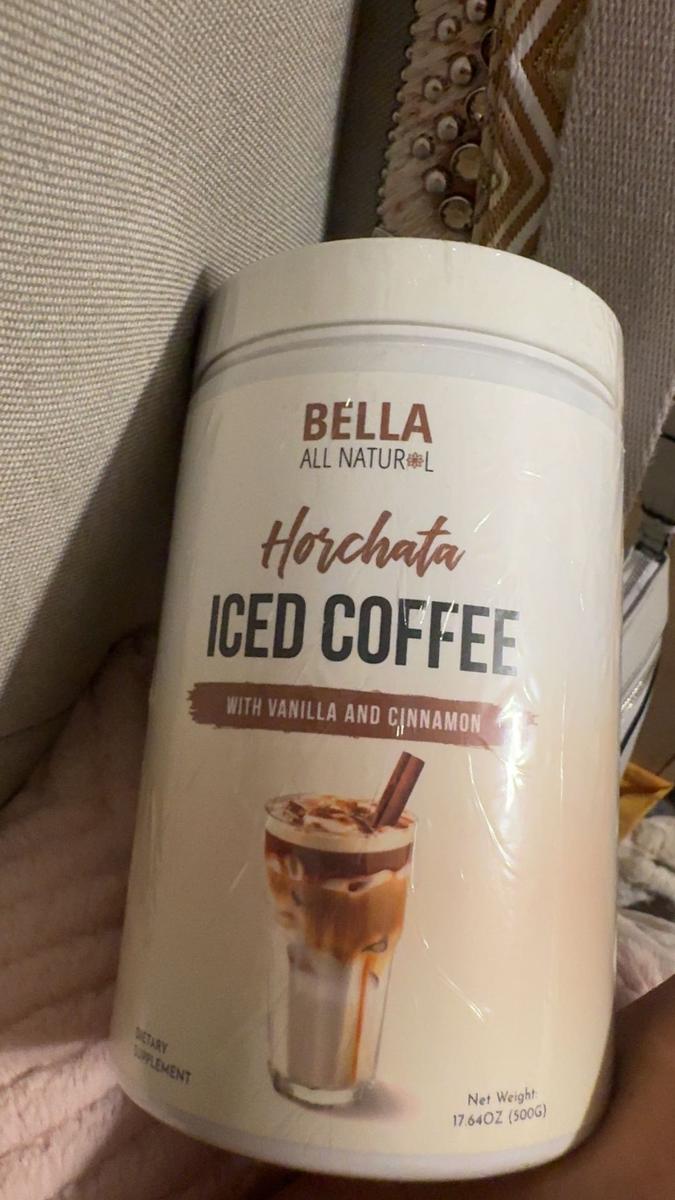 BELLA
ALL NATURAL
Horchata
ICED COFFEE
WITH VANILLA AND CINNAMON
DIETARY
SUPPLEMENT
Net Weight:
17.64OZ (500G)